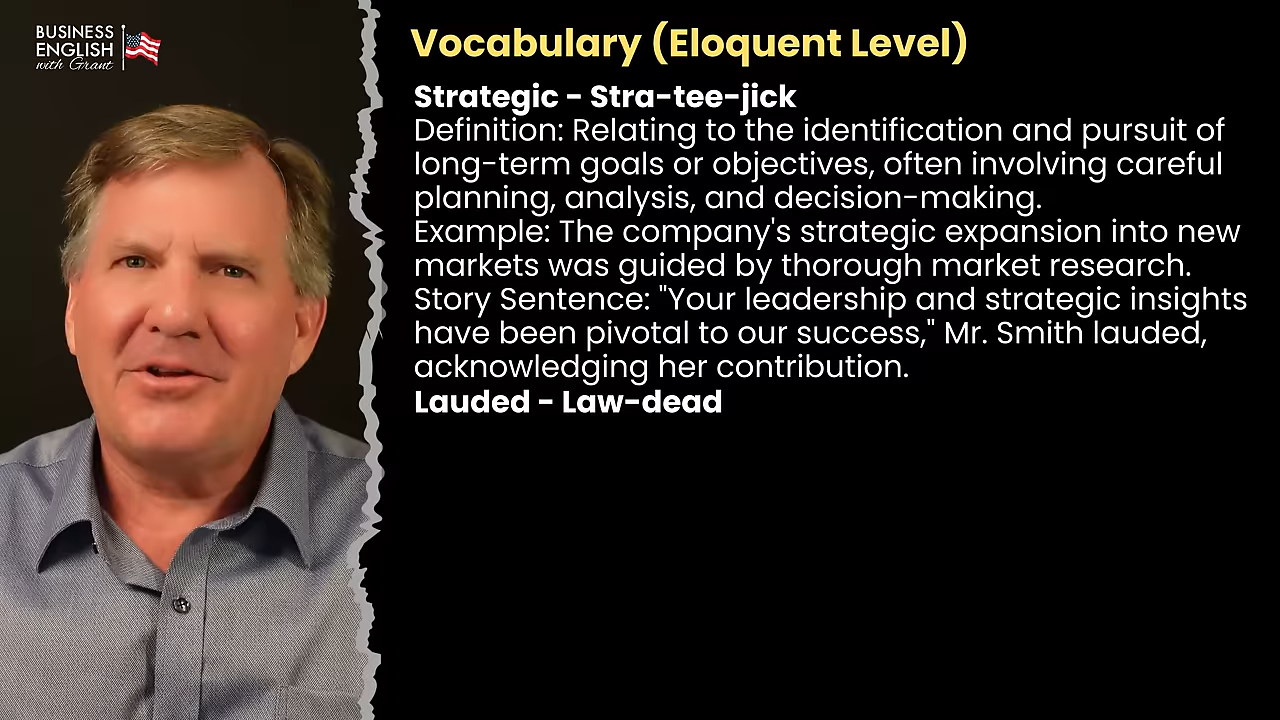 BUSINESS
ENGLISH
with Grant
Vocabulary (Eloquent Level)
Strategic - Stra-tee-jick
Definition: Relating to the identification and pursuit of
long-term goals or objectives, often involving careful
planning, analysis, and decision-making.
Example: The company's strategic expansion into new
markets was guided by thorough market research.
Story Sentence: "Your leadership and strategic insights
have been pivotal to our success," Mr. Smith lauded,
acknowledging her contribution.
Lauded - Law-dead